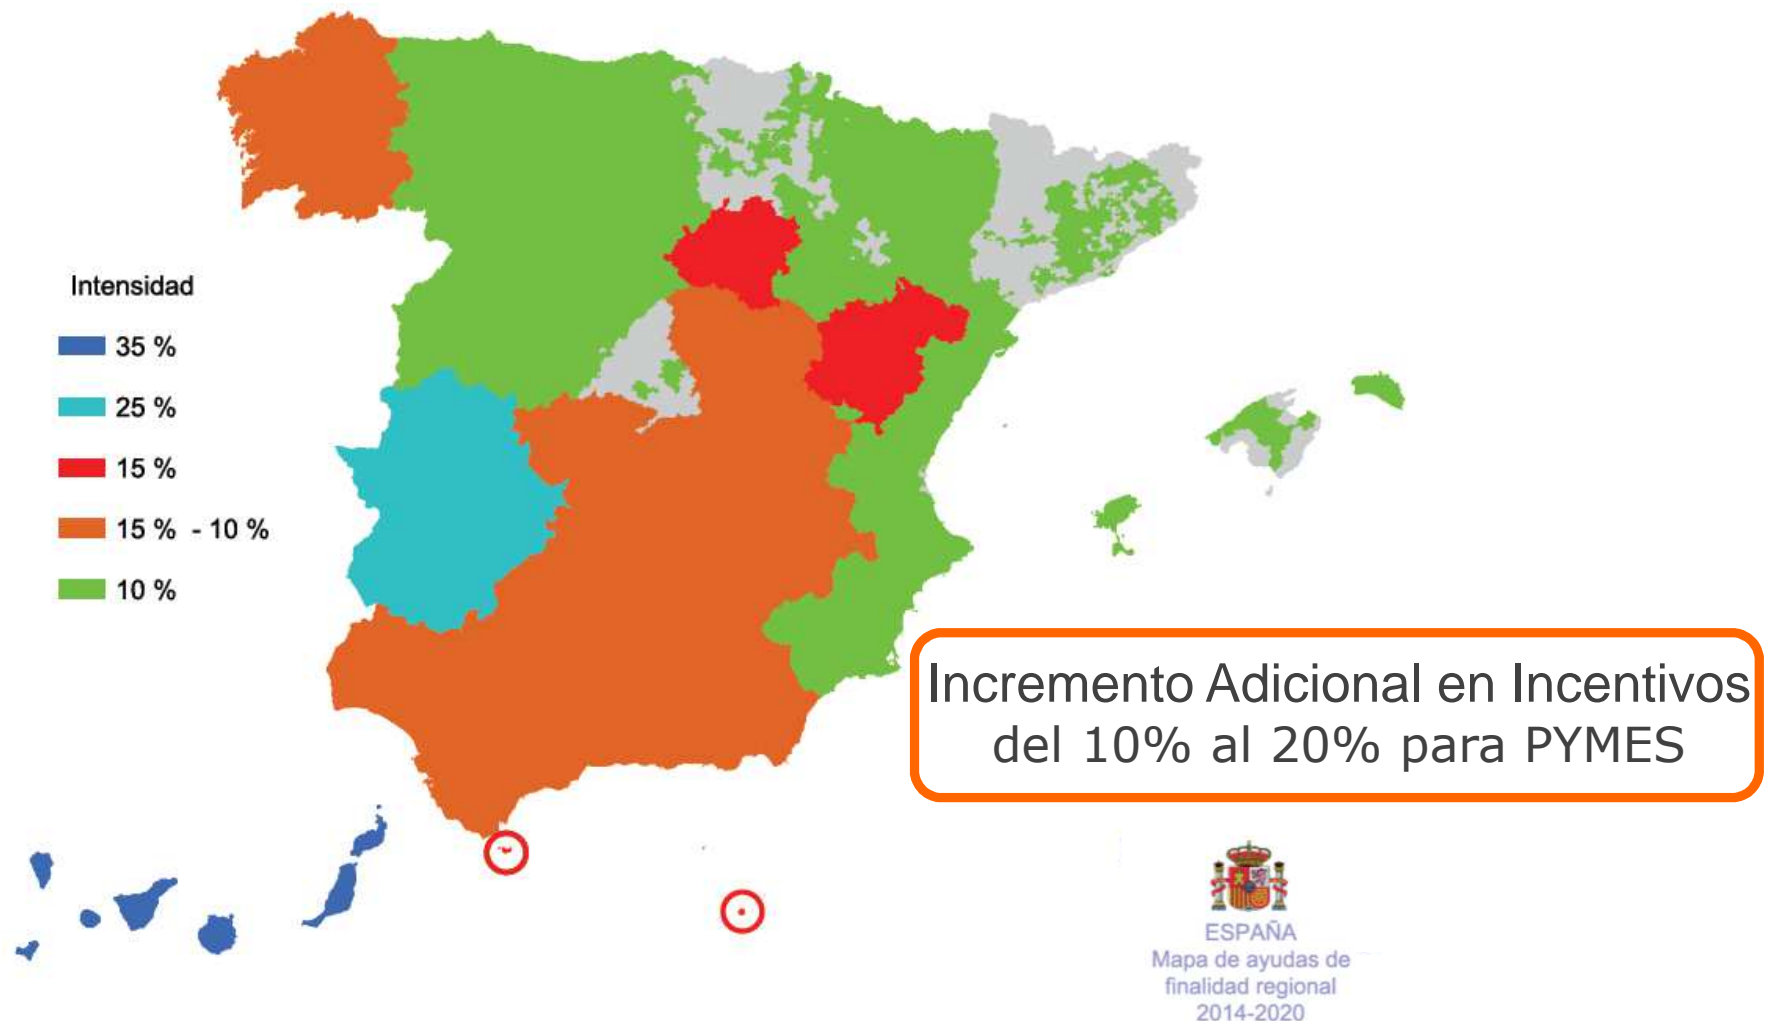 Intensidad
35 %
25 %
15 %
15 % - 10 %
10 %
Incremento Adicional en Incentivos
del 10% al 20% para PYMES
ESPAÑA
Mapa de ayudas de
finalidad regional
2014-2020